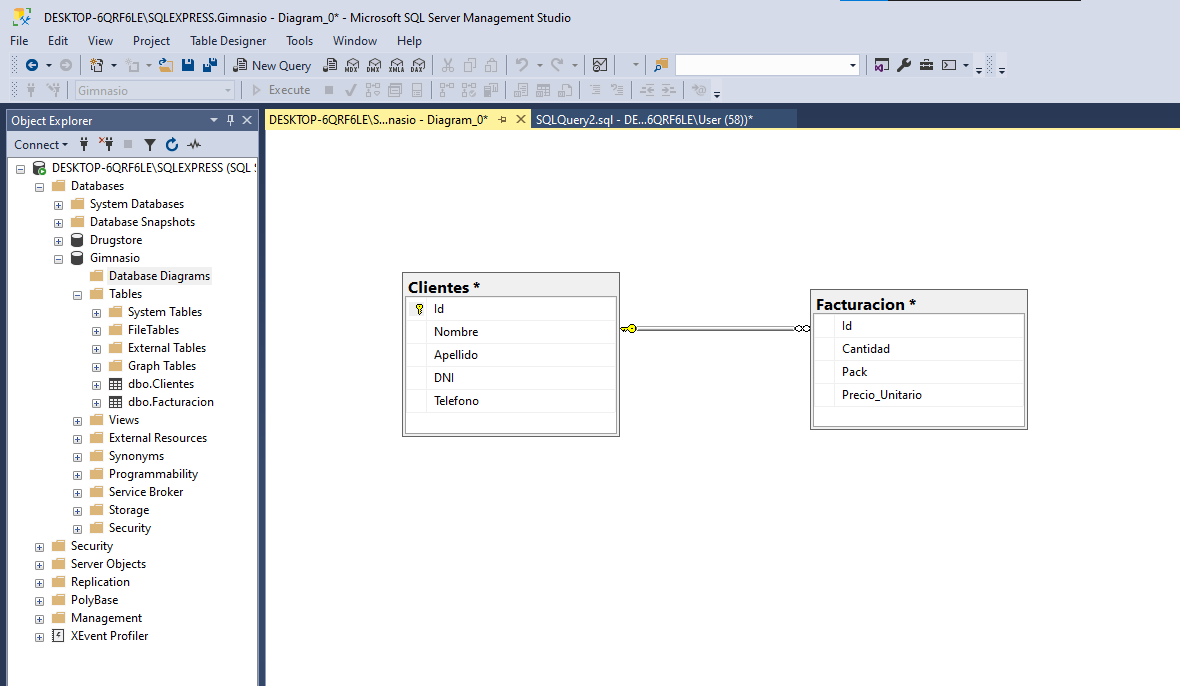 DESKTOP-6QRF6LE\SQLEXPRESS.Gimnasio - Diagram_0* - Microsoft SQL Server Management Studio
File Edit View Project Table Designer Tools Window Help
New Query MDX DMX XMLA DAX
Gimnasio Execute
Object Explorer
DESKTOP-6QRF6LE\S...nasio - Diagram_0* SQLQuery2.sql - DE...6QRF6LE\User (58))*
Connect
DESKTOP-6QRF6LE\SQLEXPRESS (SQL S
Databases
System Databases
Database Snapshots
Drugstore
Gimnasio
Database Diagrams
Tables
System Tables
FileTables
External Tables
Graph Tables
dbo.Clientes
dbo.Facturacion
Views
External Resources
Synonyms
Programmability
Service Broker
Storage
Security
Security
Server Objects
Replication
PolyBase
Management
XEvent Profiler
Clientes *
Id
Nombre
Apellido
DNI
Telefono
Facturacion *
Id
Cantidad
Pack
Precio_Unitario